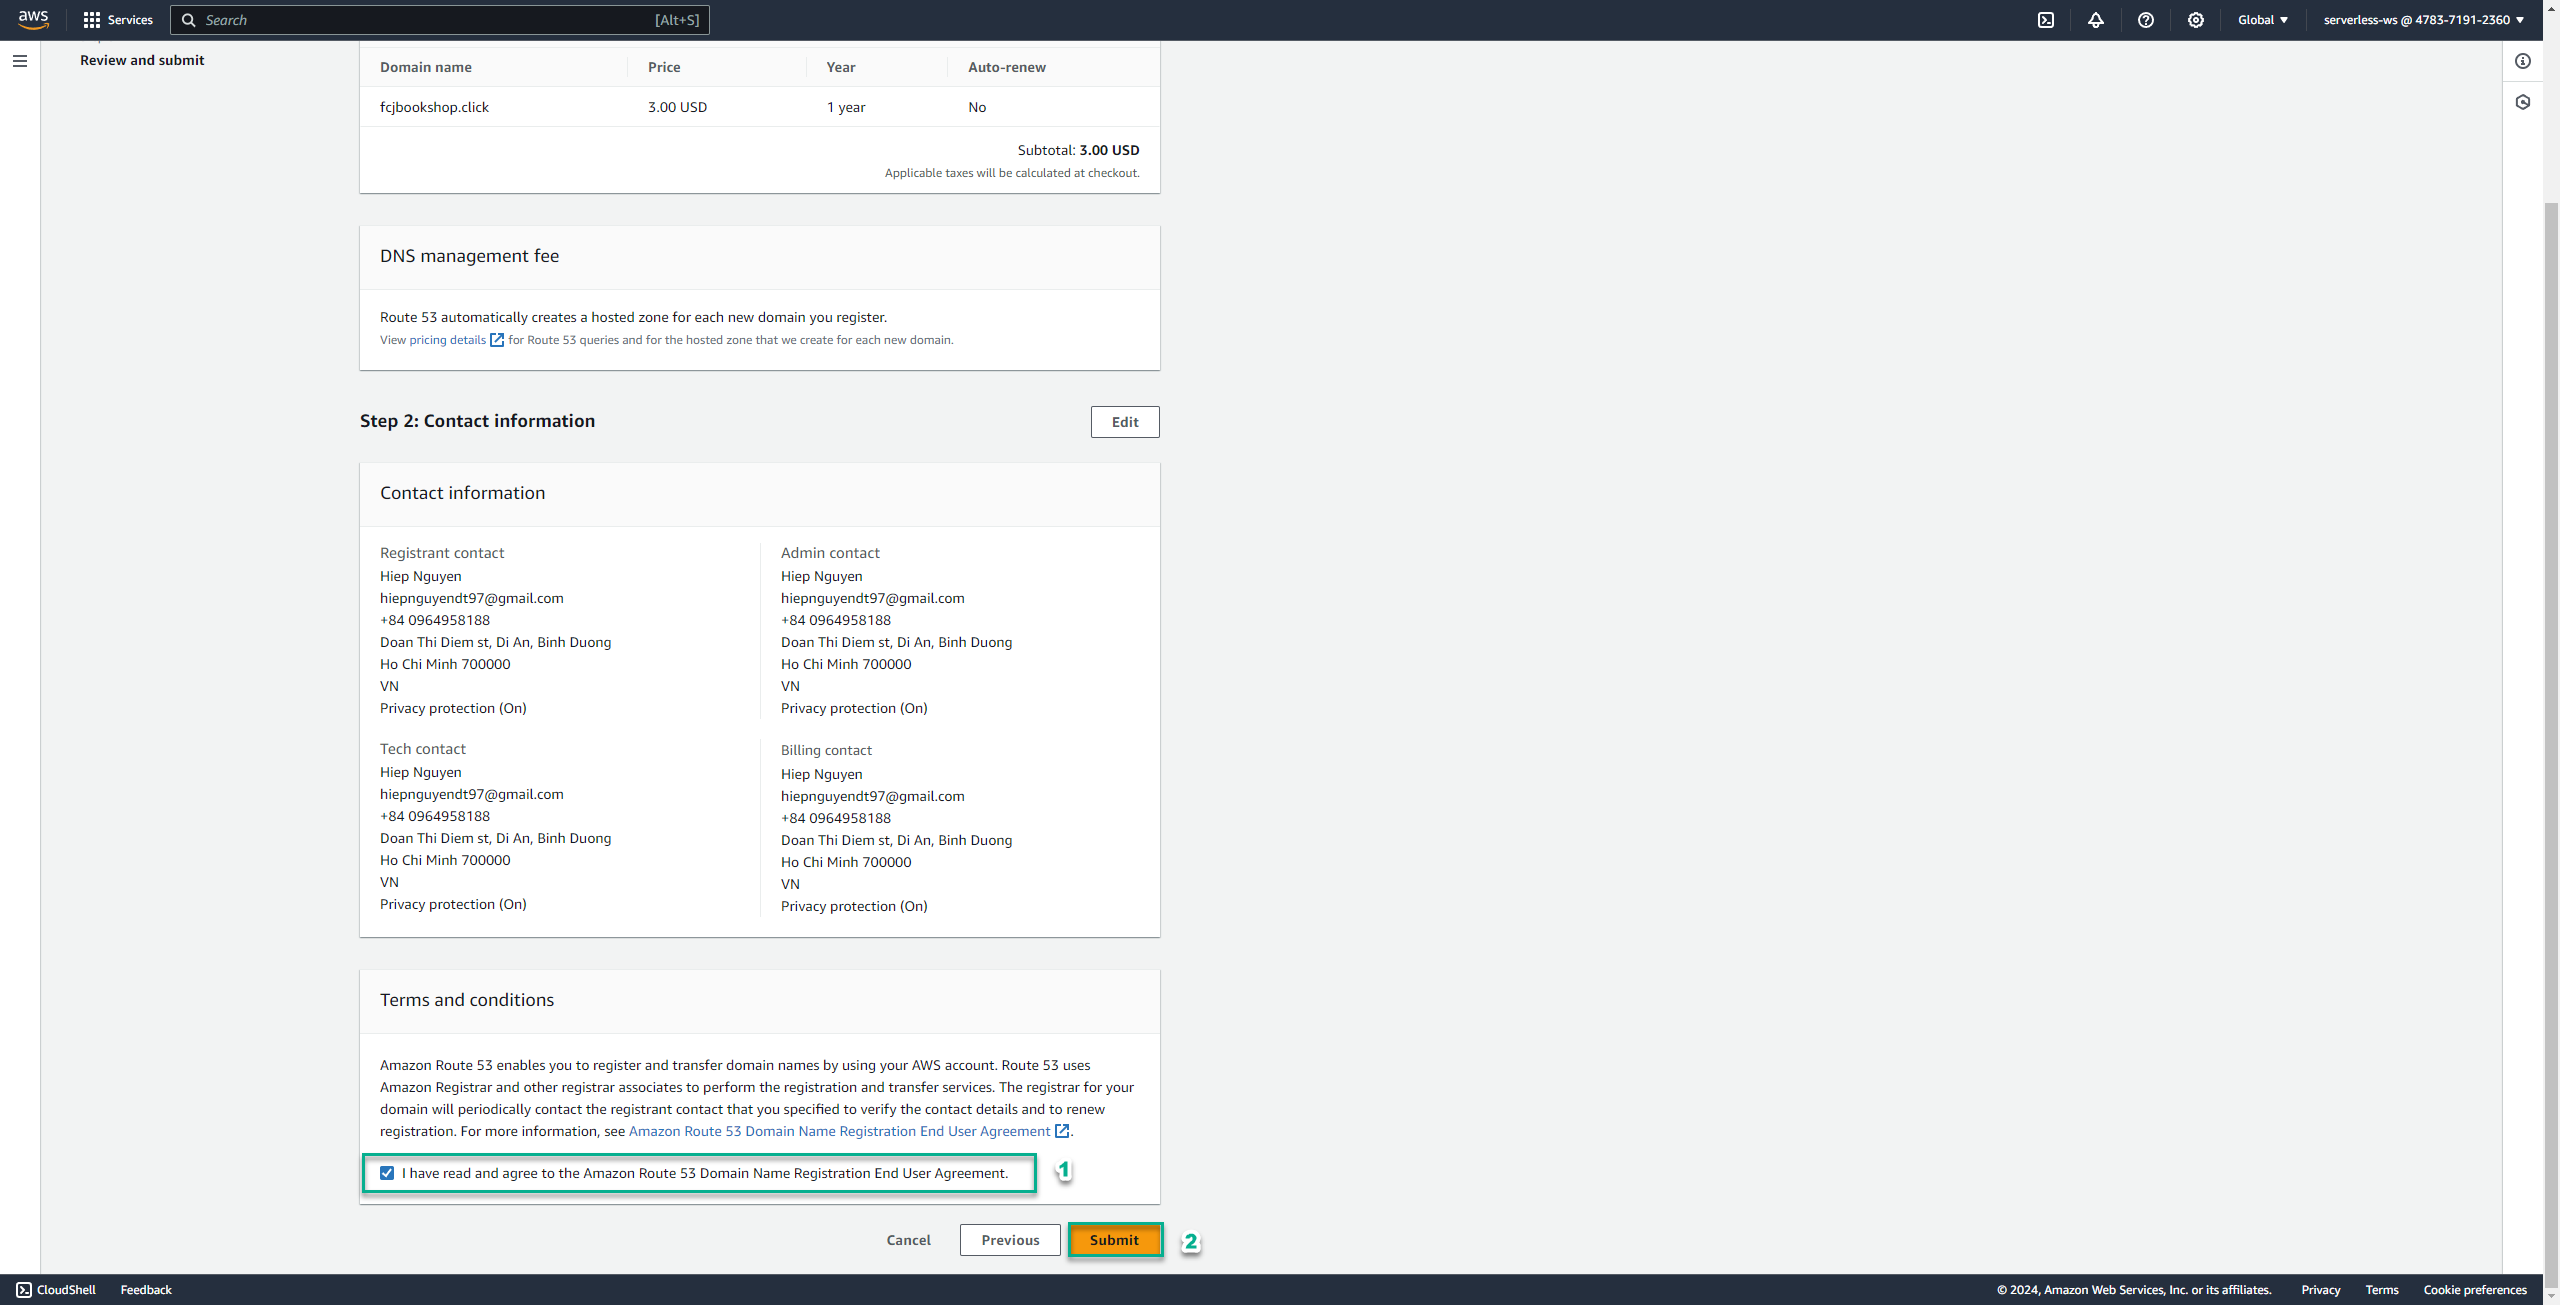 aws
Services
Search
[Alt+S]
Global
serverless-ws @ 4783-7191-2360
Review and submit
Domain name Price Year Auto-renew
fcjbookshop.click 3.00 USD 1 year No
Subtotal: 3.00 USD
Applicable taxes will be calculated at checkout.
DNS management fee
Route 53 automatically creates a hosted zone for each new domain you register.
View pricing details for Route 53 queries and for the hosted zone that we create for each new domain.
Step 2: Contact information
Edit
Contact information
Registrant contact
Hiep Nguyen
hiepnguyendt97@gmail.com
+84 0964958188
Doan Thi Diem st, Di An, Binh Duong
Ho Chi Minh 700000
VN
Privacy protection (On)
Admin contact
Hiep Nguyen
hiepnguyendt97@gmail.com
+84 0964958188
Doan Thi Diem st, Di An, Binh Duong
Ho Chi Minh 700000
VN
Privacy protection (On)
Tech contact
Hiep Nguyen
hiepnguyendt97@gmail.com
+84 0964958188
Doan Thi Diem st, Di An, Binh Duong
Ho Chi Minh 700000
VN
Privacy protection (On)
Billing contact
Hiep Nguyen
hiepnguyendt97@gmail.com
+84 0964958188
Doan Thi Diem st, Di An, Binh Duong
Ho Chi Minh 700000
VN
Privacy protection (On)
Terms and conditions
Amazon Route 53 enables you to register and transfer domain names by using your AWS account. Route 53 uses
Amazon Registrar and other registrar associates to perform the registration and transfer services. The registrar for your
domain will periodically contact the registrant contact that you specified to verify the contact details and to renew
registration. For more information, see Amazon Route 53 Domain Name Registration End User Agreement .
I have read and agree to the Amazon Route 53 Domain Name Registration End User Agreement.
1
Cancel
Previous
Submit
2
CloudShell
Feedback
© 2024, Amazon Web Services, Inc. or its affiliates.
Privacy
Terms
Cookie preferences